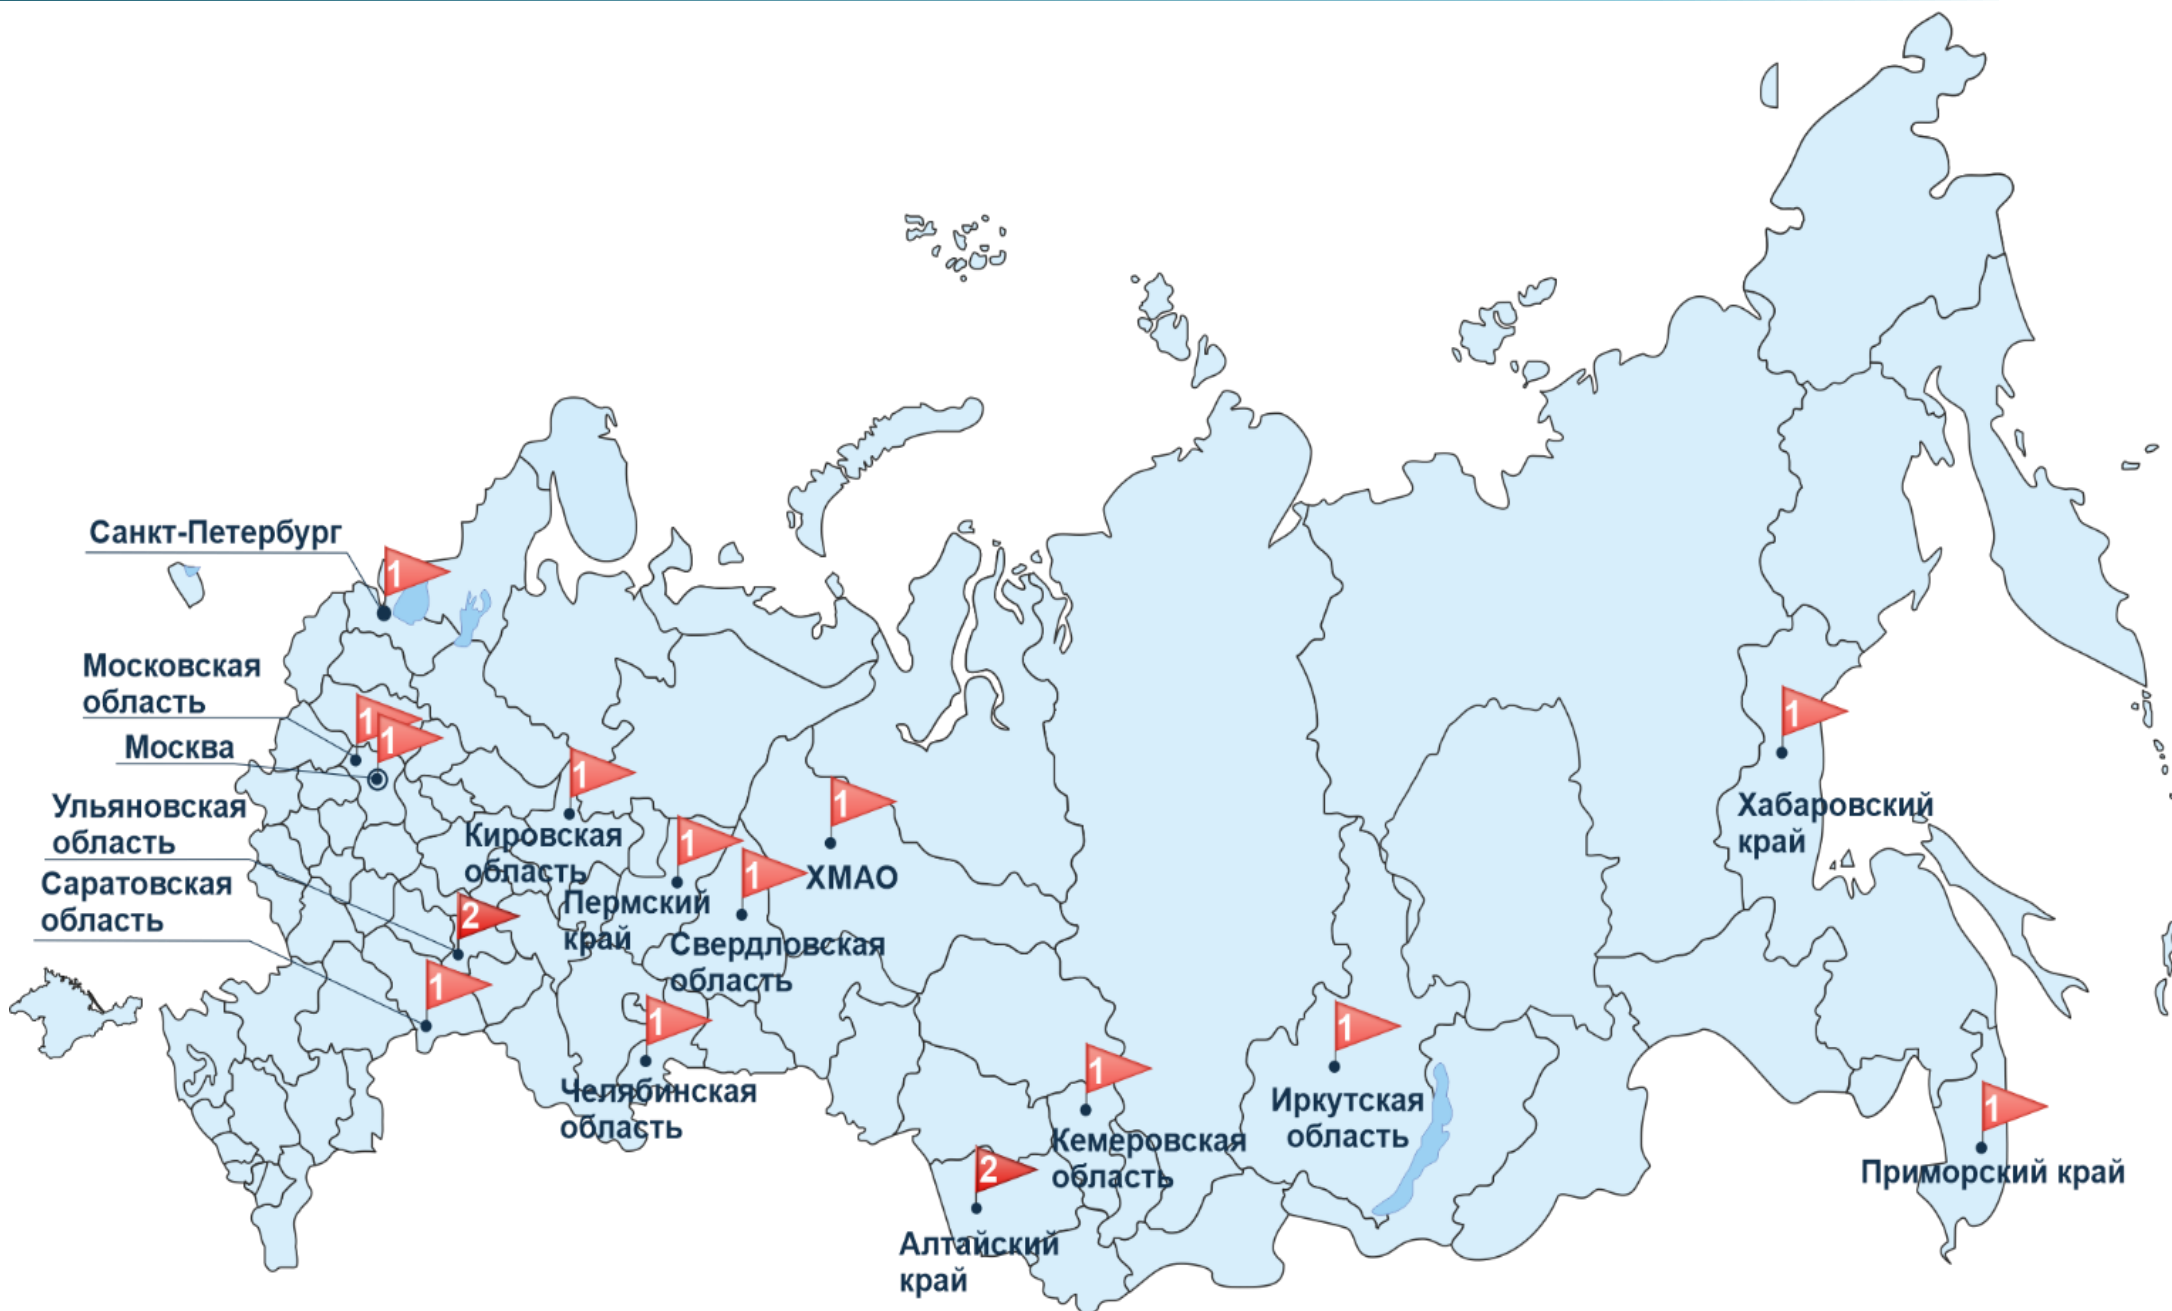 Санкт-Петербург
1
Московская
область
1
Москва
1
Ульяновская
область
2
Саратовская
область
1
Кировская
область
1
Пермский
край
1
Свердловская
область
1
ХМАО
1
Челябинская
область
1
Алтайский
край
2
Кемеровская
область
1
Иркутская
область
1
Хабаровский
край
1
Приморский край
1